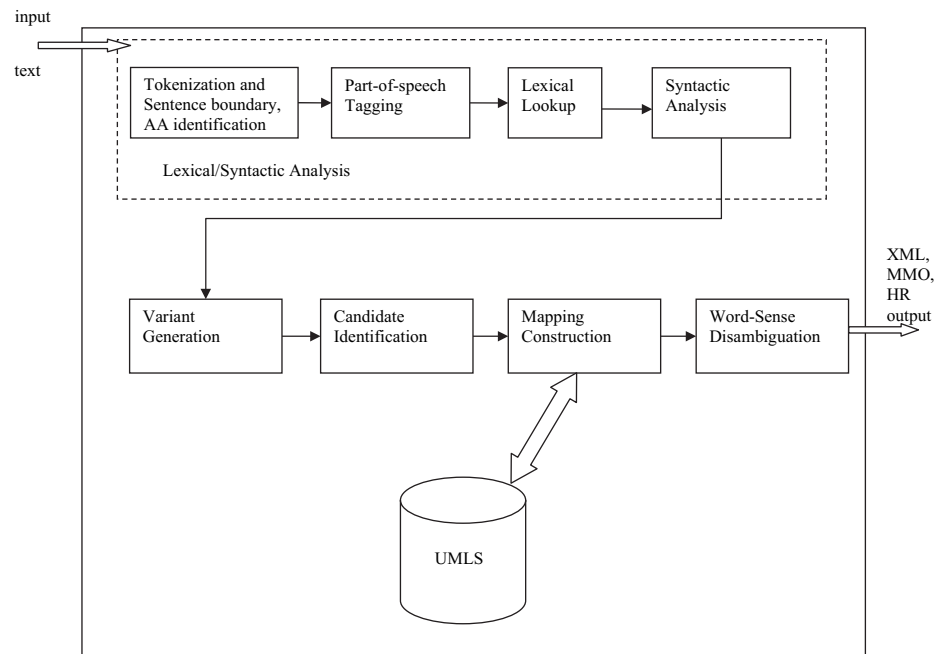 input
text
Tokenization and
Sentence boundary,
AA identification
Part-of-speech
Tagging
Lexical
Lookup
Syntactic
Analysis
Lexical/Syntactic Analysis
Variant
Generation
Candidate
Identification
Mapping
Construction
Word-Sense
Disambiguation
XML,
MMO,
HR
output
UMLS